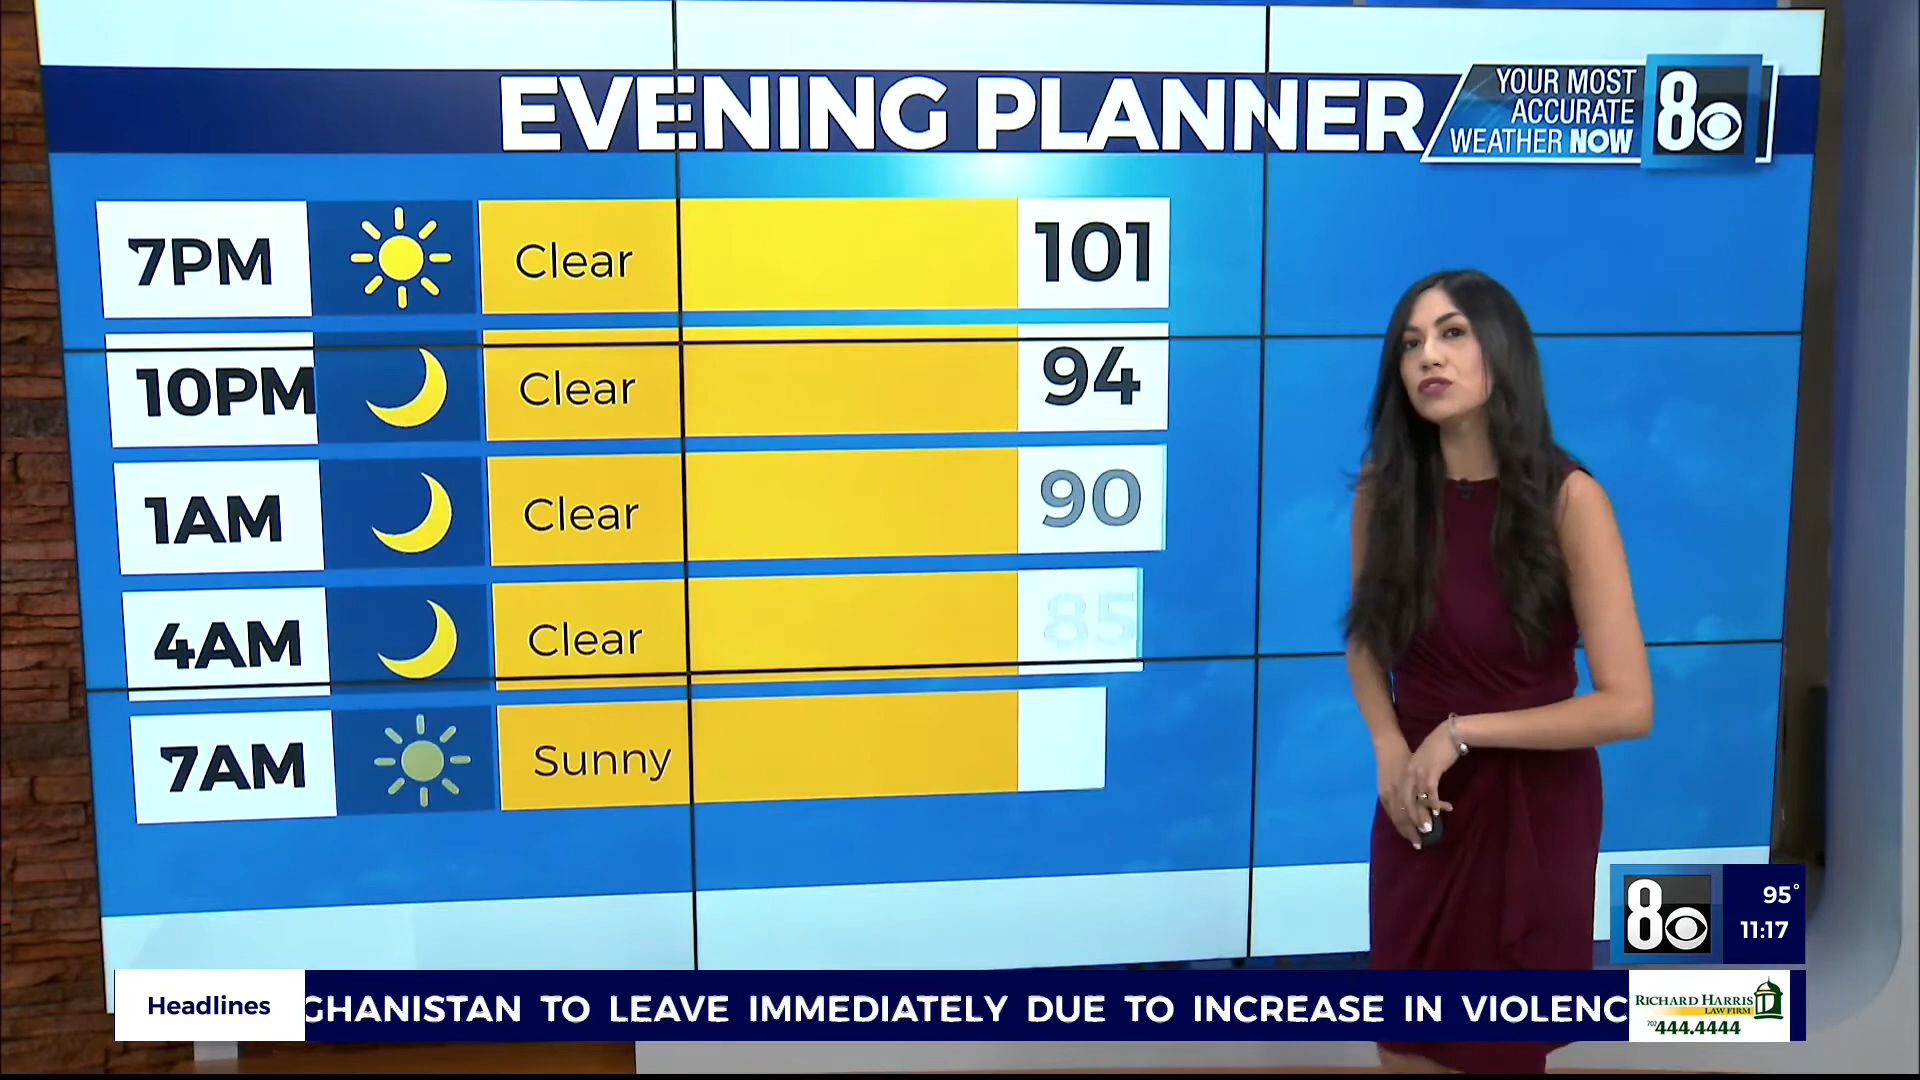 EVENING PLANNER
YOUR MOST
ACCURATE
WEATHER NOW
8
7PM Clear 101
10PM Clear 94
1AM Clear 90
4AM Clear 85
7AM Sunny
8 95°
11:17
Headlines GHANISTAN TO LEAVE IMMEDIATELY DUE TO INCREASE IN VIOLENC
RICHARD HARRIS
LAW FIRM
702 444.4444